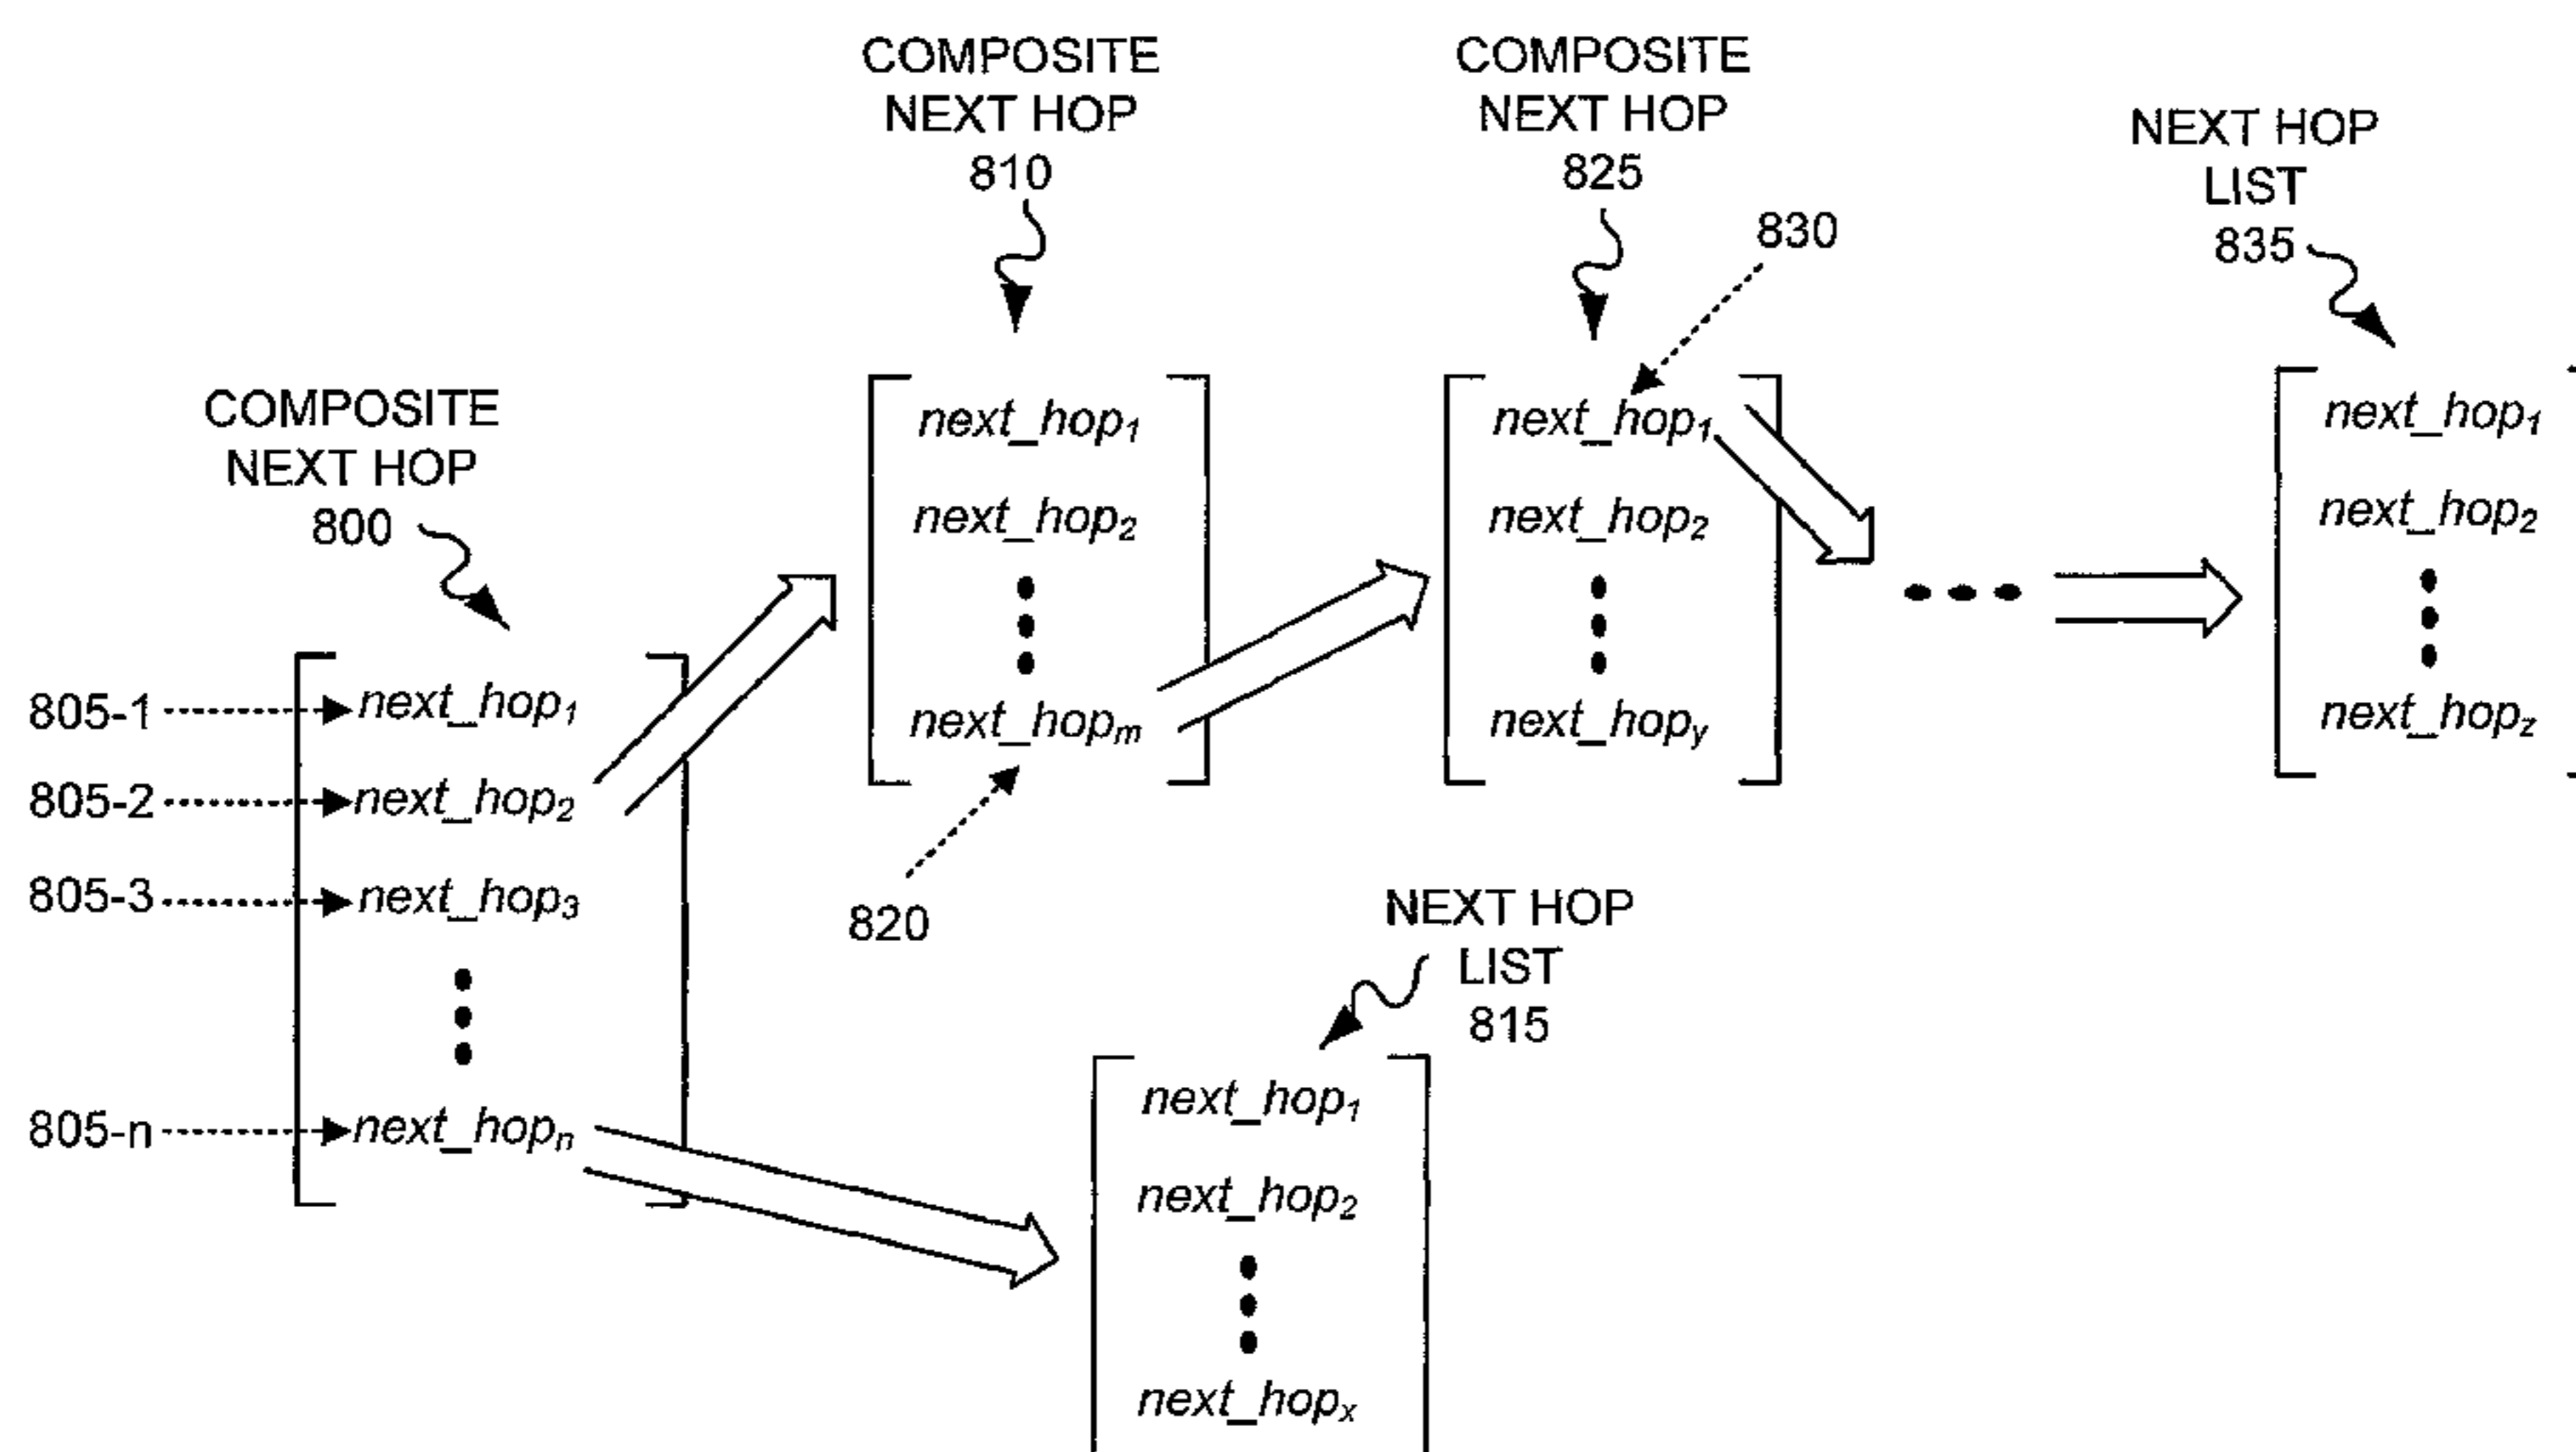 COMPOSITE
NEXT HOP
810
COMPOSITE
NEXT HOP
825
830
NEXT HOP
LIST
835
COMPOSITE
NEXT HOP
800
805-1
next_hop₁
805-2
next_hop₂
805-3
next_hop₃
805-n
next_hopₙ
next_hop₁
next_hop₂
next_hopₘ
820
next_hop₁
next_hop₂
next_hop_y
next_hop₁
next_hop₂
next_hop_z
NEXT HOP
LIST
815
next_hop₁
next_hop₂
next_hopₓ